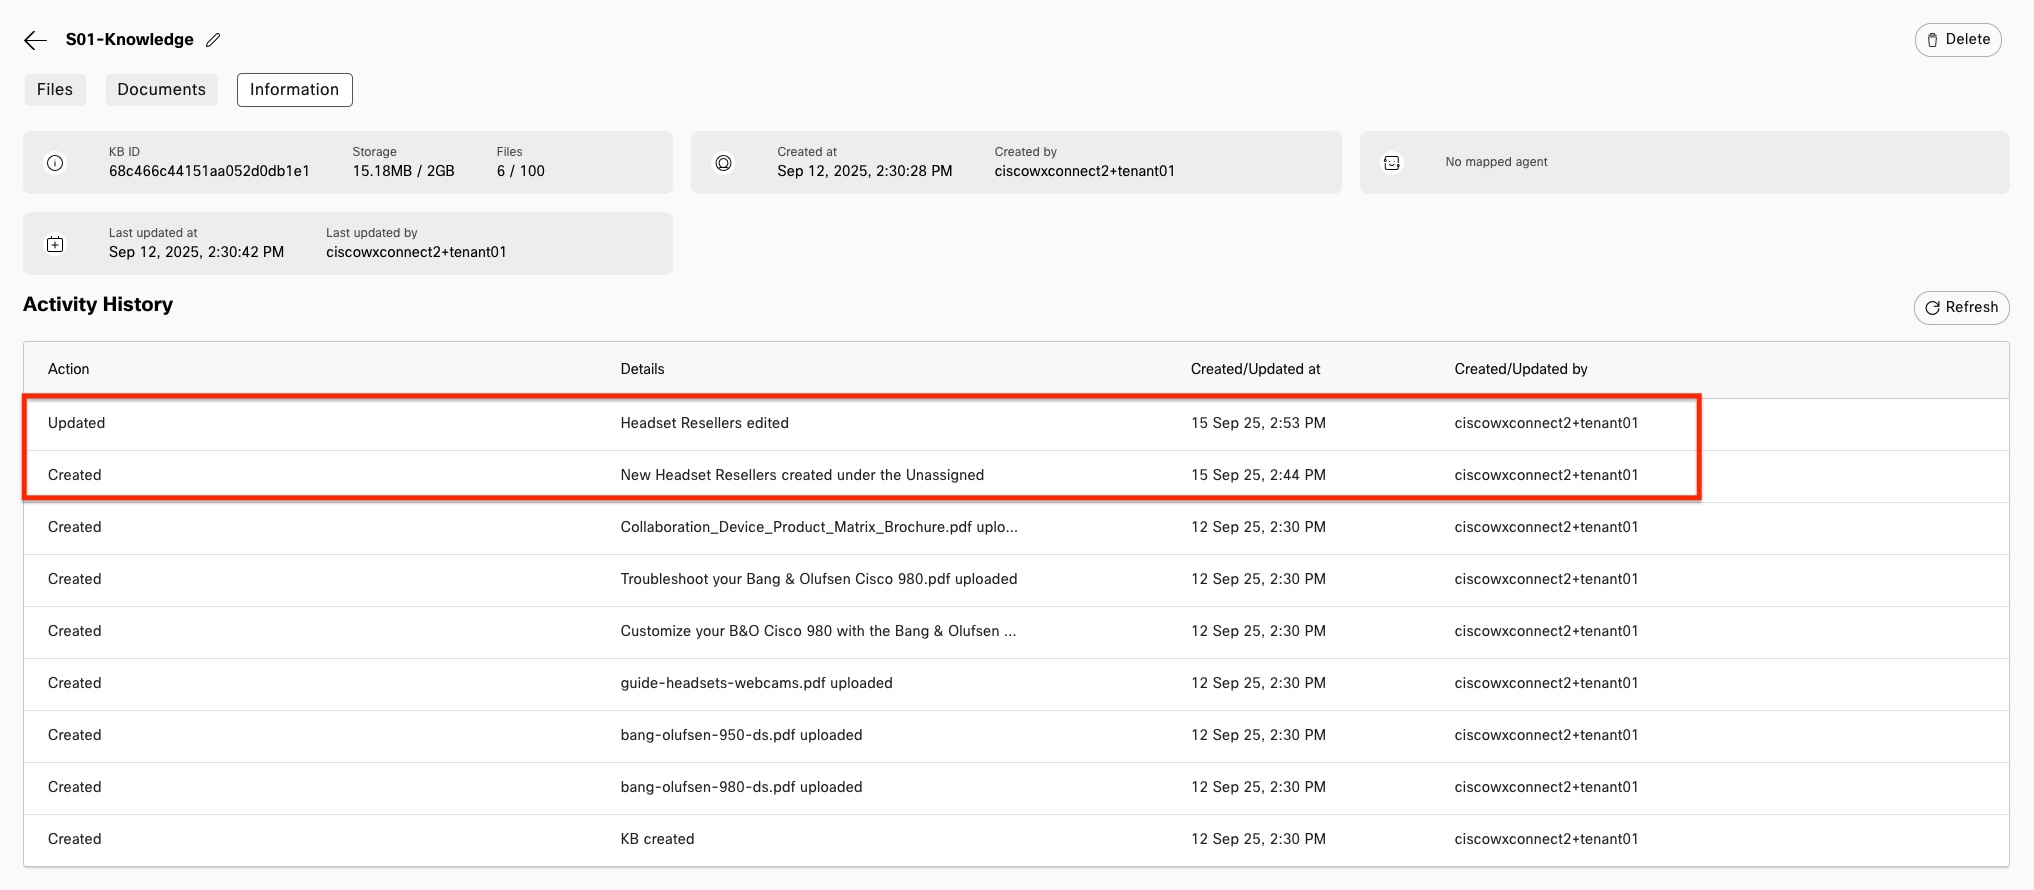 S01-Knowledge
Delete
Files Documents Information
KB ID Storage Files
68c466c44151aa052d0db1e1 15.18MB / 2GB 6 / 100
Created at Created by
Sep 12, 2025, 2:30:28 PM ciscowxconnect2+tenant01
No mapped agent
Last updated at Last updated by
Sep 12, 2025, 2:30:42 PM ciscowxconnect2+tenant01
Activity History
Refresh
Action Details Created/Updated at Created/Updated by
Updated Headset Resellers edited 15 Sep 25, 2:53 PM ciscowxconnect2+tenant01
Created New Headset Resellers created under the Unassigned 15 Sep 25, 2:44 PM ciscowxconnect2+tenant01
Created Collaboration_Device_Product_Matrix_Brochure.pdf uplo... 12 Sep 25, 2:30 PM ciscowxconnect2+tenant01
Created Troubleshoot your Bang & Olufsen Cisco 980.pdf uploaded 12 Sep 25, 2:30 PM ciscowxconnect2+tenant01
Created Customize your B&O Cisco 980 with the Bang & Olufsen ... 12 Sep 25, 2:30 PM ciscowxconnect2+tenant01
Created guide-headsets-webcams.pdf uploaded 12 Sep 25, 2:30 PM ciscowxconnect2+tenant01
Created bang-olufsen-950-ds.pdf uploaded 12 Sep 25, 2:30 PM ciscowxconnect2+tenant01
Created bang-olufsen-980-ds.pdf uploaded 12 Sep 25, 2:30 PM ciscowxconnect2+tenant01
Created KB created 12 Sep 25, 2:30 PM ciscowxconnect2+tenant01